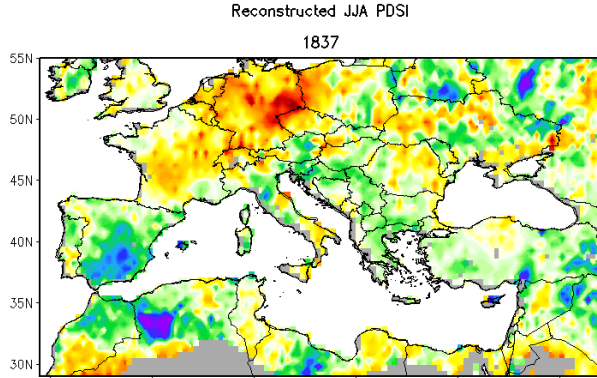 Reconstructed JJA PDSI
1837
55N
50N
45N
40N
35N
30N